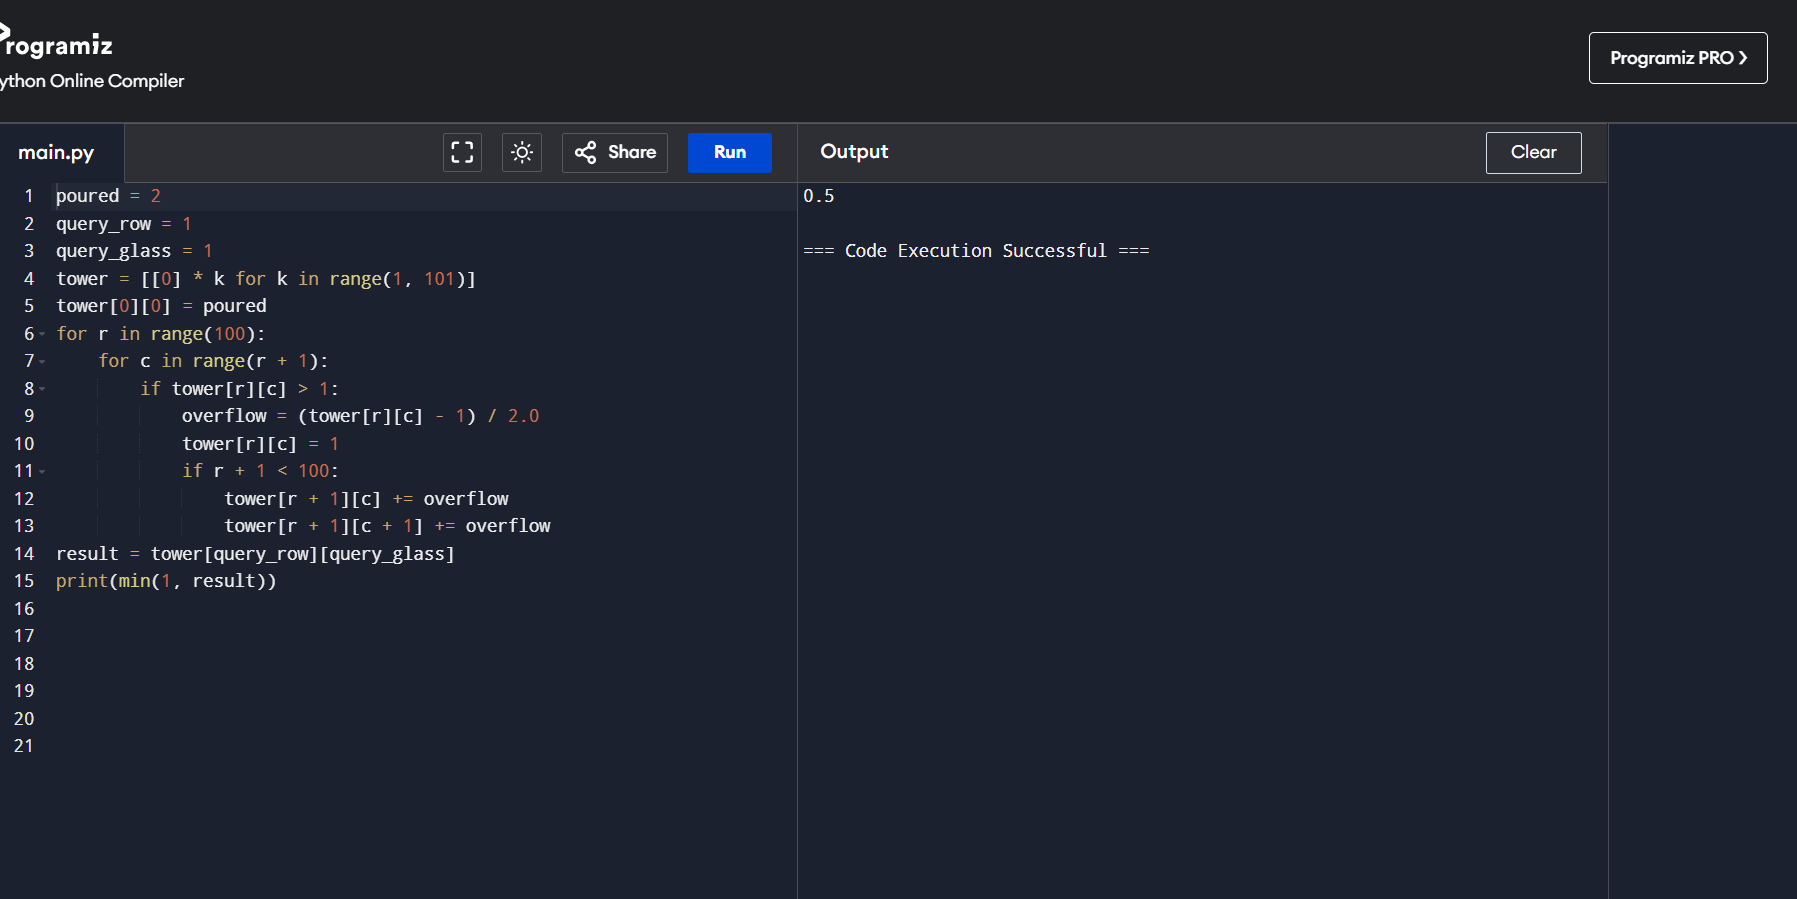 rogramiz
ython Online Compiler
Programiz PRO ❯
main.py
Share
Run
Output
Clear
1 poured = 2
2 query_row = 1
3 query_glass = 1
4 tower = [[0] * k for k in range(1, 101)]
5 tower[0][0] = poured
6 for r in range(100):
7     for c in range(r + 1):
8         if tower[r][c] > 1:
9             overflow = (tower[r][c] - 1) / 2.0
10             tower[r][c] = 1
11             if r + 1 < 100:
12                 tower[r + 1][c] += overflow
13                 tower[r + 1][c + 1] += overflow
14 result = tower[query_row][query_glass]
15 print(min(1, result))
16
17
18
19
20
21
0.5
=== Code Execution Successful ===